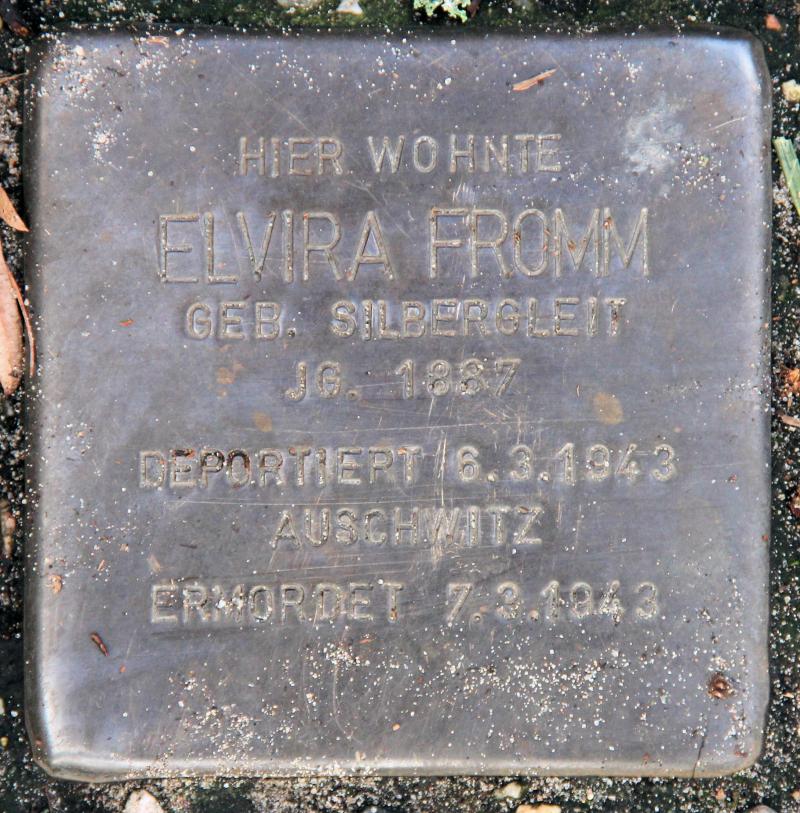 HIER WOHNTE
ELVIRA FROMM
GEB. SILBERGLEIT
JG. 1887
DEPORTIERT 6.3.1943
AUSCHWITZ
ERMORDET 7.3.1943